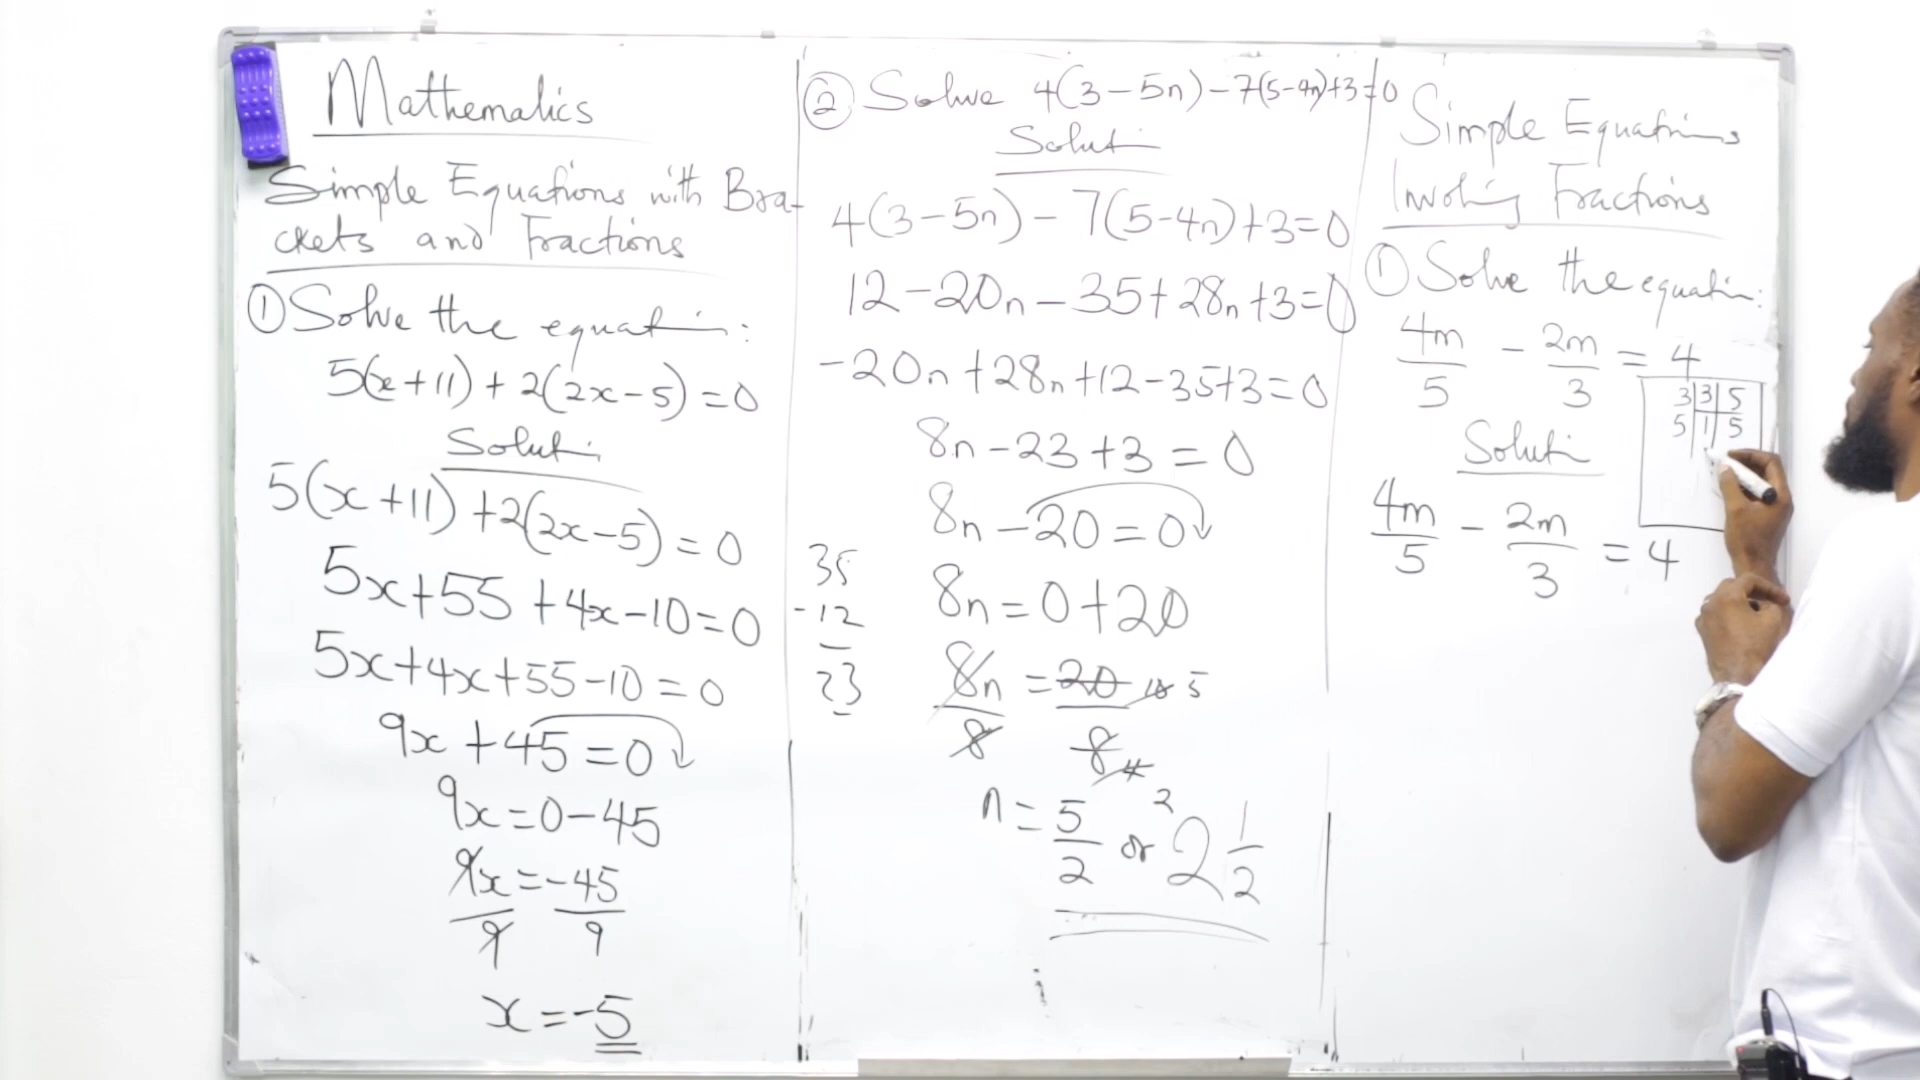 Mathematics
Simple Equations with Bra-
ckets and Fractions
① Solve the equation:
5(x+11) + 2(2x-5) = 0
Solution
5(x+11) + 2(2x-5) = 0
5x+55 + 4x-10 = 0
5x+4x+55-10 = 0
9x + 45 = 0
9x = 0-45
9x = -45
9 9
x = -5
② Solve 4(3-5n) - 7(5-4n)+3=0
Solution
4(3-5n) - 7(5-4n)+3=0
12-20n-35+28n+3=0
-20n+28n+12-35+3=0
8n-23+3=0
8n-20=0
35
-12
23
8n=0+20
8n = 20 10 5
8 8 4
2
n = 5/2 or 2 1/2
Simple Equations
Involving Fractions
① Solve the equation:
4m/5 - 2m/3 = 4
3 3 5
5 1 5
Solution
4m/5 - 2m/3 = 4